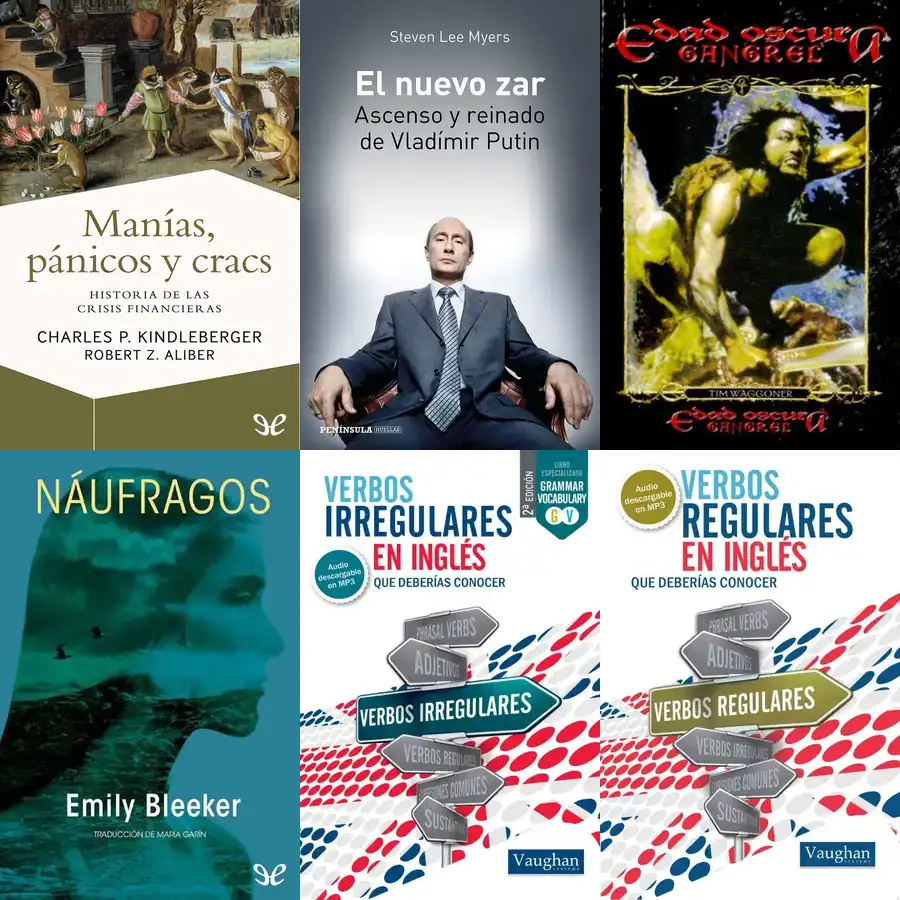 Manías,
pánicos y cracs
HISTORIA DE LAS
CRISIS FINANCIERAS
CHARLES P. KINDLEBERGER
ROBERT Z. ALIBER
Steven Lee Myers
El nuevo zar
Ascenso y reinado
de Vladímir Putin
PENÍNSULA HUELLAS
Edad oscura
GANGREL
TIM WAGGONER
Edad oscura
GANGREL
NÁUFRAGOS
Emily Bleeker
TRADUCCIÓN DE MARÍA GARÍN
VERBOS
IRREGULARES
EN INGLÉS
QUE DEBERÍAS CONOCER
2ª EDICIÓN
LIBRO
ESPECIALIZADO
GRAMMAR
VOCABULARY
G V
Audio
descargable
en MP3
PHRASAL VERBS
ADJETIVOS
VERBOS IRREGULARES
VERBOS REGULARES
EXPRESIONES COMUNES
Vaughan
SYSTEMS
Audio
descargable
en MP3
VERBOS
REGULARES
EN INGLÉS
QUE DEBERÍAS CONOCER
PHRASAL VERBS
ADJETIVOS
VERBOS REGULARES
VERBOS IRREGULARES
EXPRESIONES COMUNES
Vaughan
SYSTEMS